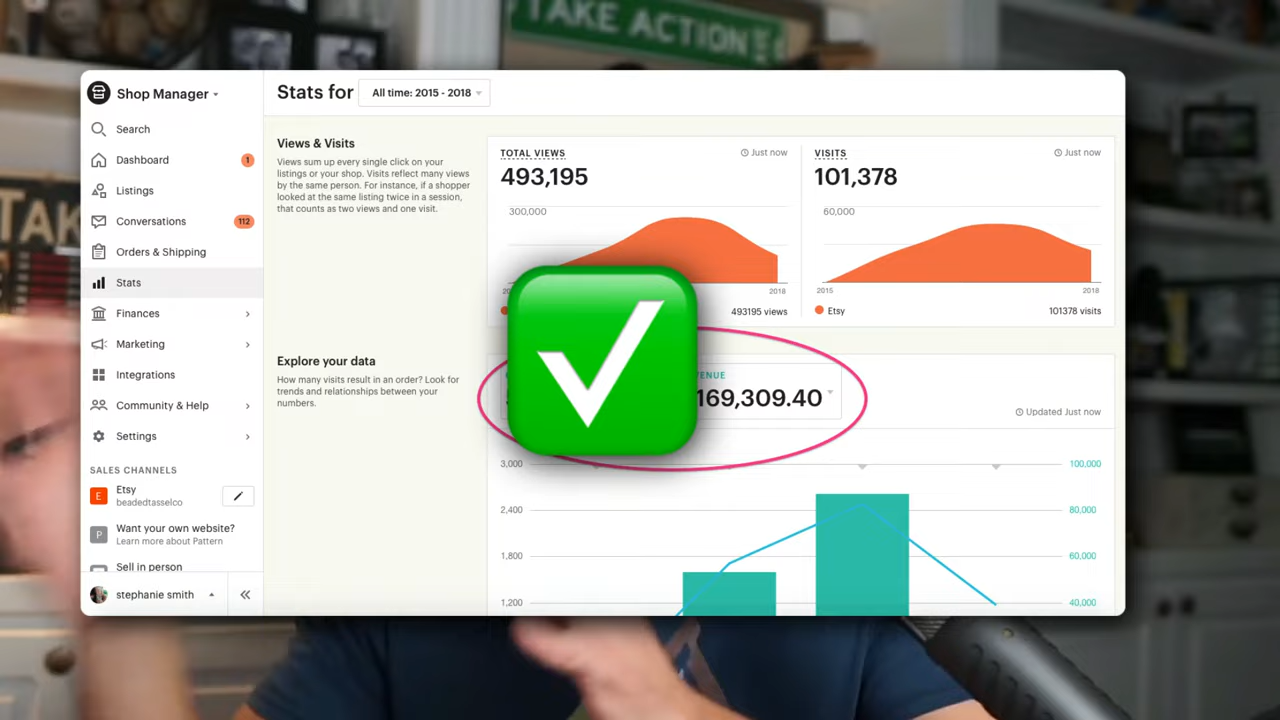 TAKE ACTION
Shop Manager
Search
Dashboard
1
Listings
Conversations
112
Orders & Shipping
Stats
Finances
Marketing
Integrations
Community & Help
Settings
SALES CHANNELS
E
Etsy
beadedtasselco
P
Want your own website?
Learn more about Pattern
Sell in person
stephanie smith
Stats for
All time: 2015 - 2018
Views & Visits
Views sum up every single click on your
listings or your shop. Visits reflect many views
by the same person. For instance, if a shopper
looked at the same listing twice in a session,
that counts as two views and one visit.
TOTAL VIEWS
Just now
493,195
300,000
2018
493195 views
VISITS
Just now
101,378
60,000
2015
2018
Etsy
101378 visits
Explore your data
How many visits result in an order? Look for
trends and relationships between your
numbers.
169,309.40
Updated Just now
3,000
100,000
2,400
80,000
1,800
60,000
1,200
40,000
TAKE